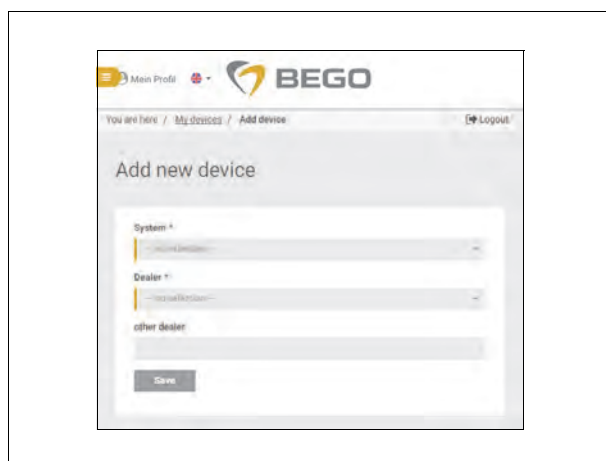 Mein Profil
BEGO
You are here / My devices / Add device
Logout
Add new device
System *
Dealer *
other dealer
Save